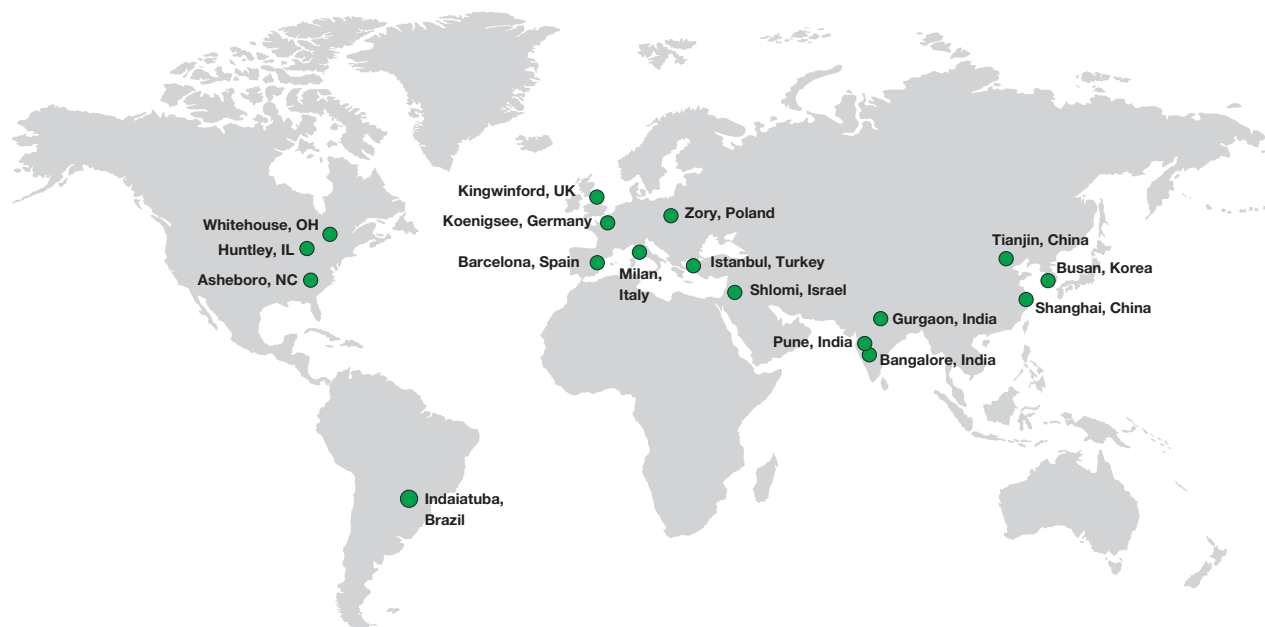 Kingwinford, UK
Koenigsee, Germany
Zory, Poland
Whitehouse, OH
Huntley, IL
Asheboro, NC
Barcelona, Spain
Milan,
Italy
Istanbul, Turkey
Shlomi, Israel
Tianjin, China
Busan, Korea
Shanghai, China
Gurgaon, India
Pune, India
Bangalore, India
Indaiatuba,
Brazil